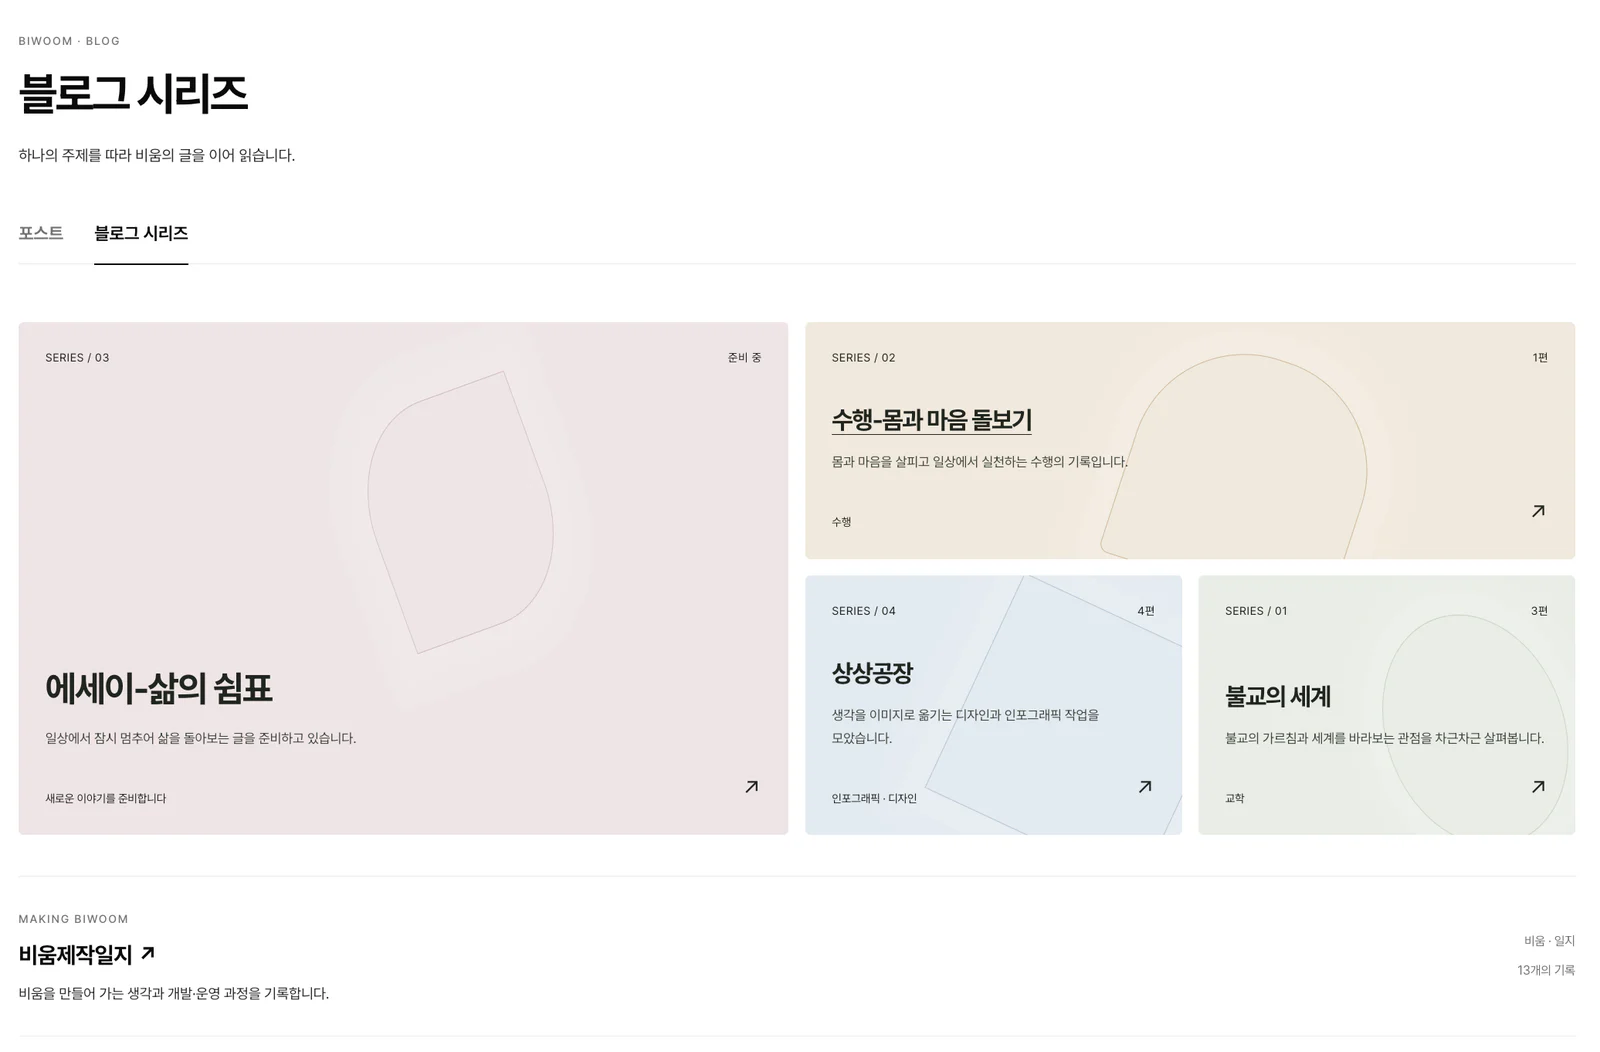 BIWOOM · BLOG
블로그 시리즈
하나의 주제를 따라 비움의 글을 이어 읽습니다.
포스트
블로그 시리즈
SERIES / 03
준비 중
에세이-삶의 쉼표
일상에서 잠시 멈추어 삶을 돌아보는 글을 준비하고 있습니다.
새로운 이야기를 준비합니다
SERIES / 02
1편
수행-몸과 마음 돌보기
몸과 마음을 살피고 일상에서 실천하는 수행의 기록입니다.
수행
SERIES / 04
4편
상상공장
생각을 이미지로 옮기는 디자인과 인포그래픽 작업을
모았습니다.
인포그래픽 · 디자인
SERIES / 01
3편
불교의 세계
불교의 가르침과 세계를 바라보는 관점을 차근차근 살펴봅니다.
교학
MAKING BIWOOM
비움제작일지 ↗
비움을 만들어 가는 생각과 개발·운영 과정을 기록합니다.
비움 · 일지
13개의 기록